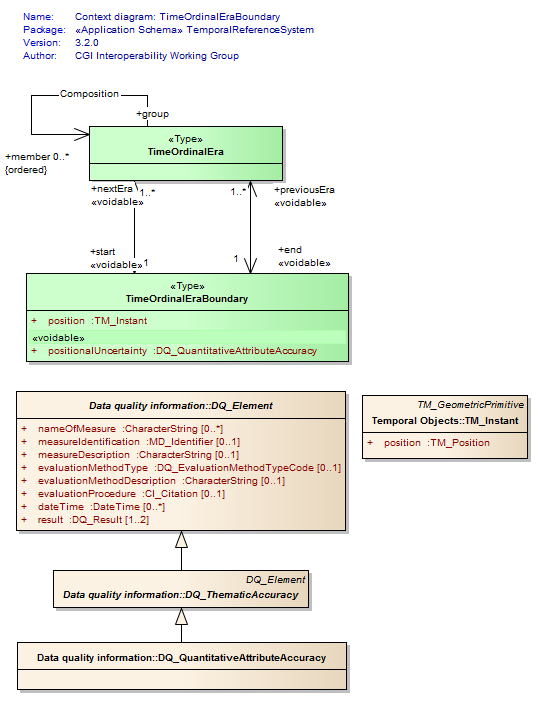 Name: Context diagram: TimeOrdinalEraBoundary
Package: «Application Schema» TemporalReferenceSystem
Version: 3.2.0
Author: CGI Interoperability Working Group
Composition
+group
«Type»
TimeOrdinalEra
+member 0..*
{ordered}
+nextEra 1..*
«voidable»
1..* +previousEra
«voidable»
+start
«voidable» 1
1 +end
«voidable»
«Type»
TimeOrdinalEraBoundary
+ position :TM_Instant
«voidable»
+ positionalUncertainty :DQ_QuantitativeAttributeAccuracy
Data quality information::DQ_Element
+ nameOfMeasure :CharacterString [0..*]
+ measureIdentification :MD_Identifier [0..1]
+ measureDescription :CharacterString [0..1]
+ evaluationMethodType :DQ_EvaluationMethodTypeCode [0..1]
+ evaluationMethodDescription :CharacterString [0..1]
+ evaluationProcedure :CI_Citation [0..1]
+ dateTime :DateTime [0..*]
+ result :DQ_Result [1..2]
TM_GeometricPrimitive
Temporal Objects::TM_Instant
+ position :TM_Position
DQ_Element
Data quality information::DQ_ThematicAccuracy
Data quality information::DQ_QuantitativeAttributeAccuracy